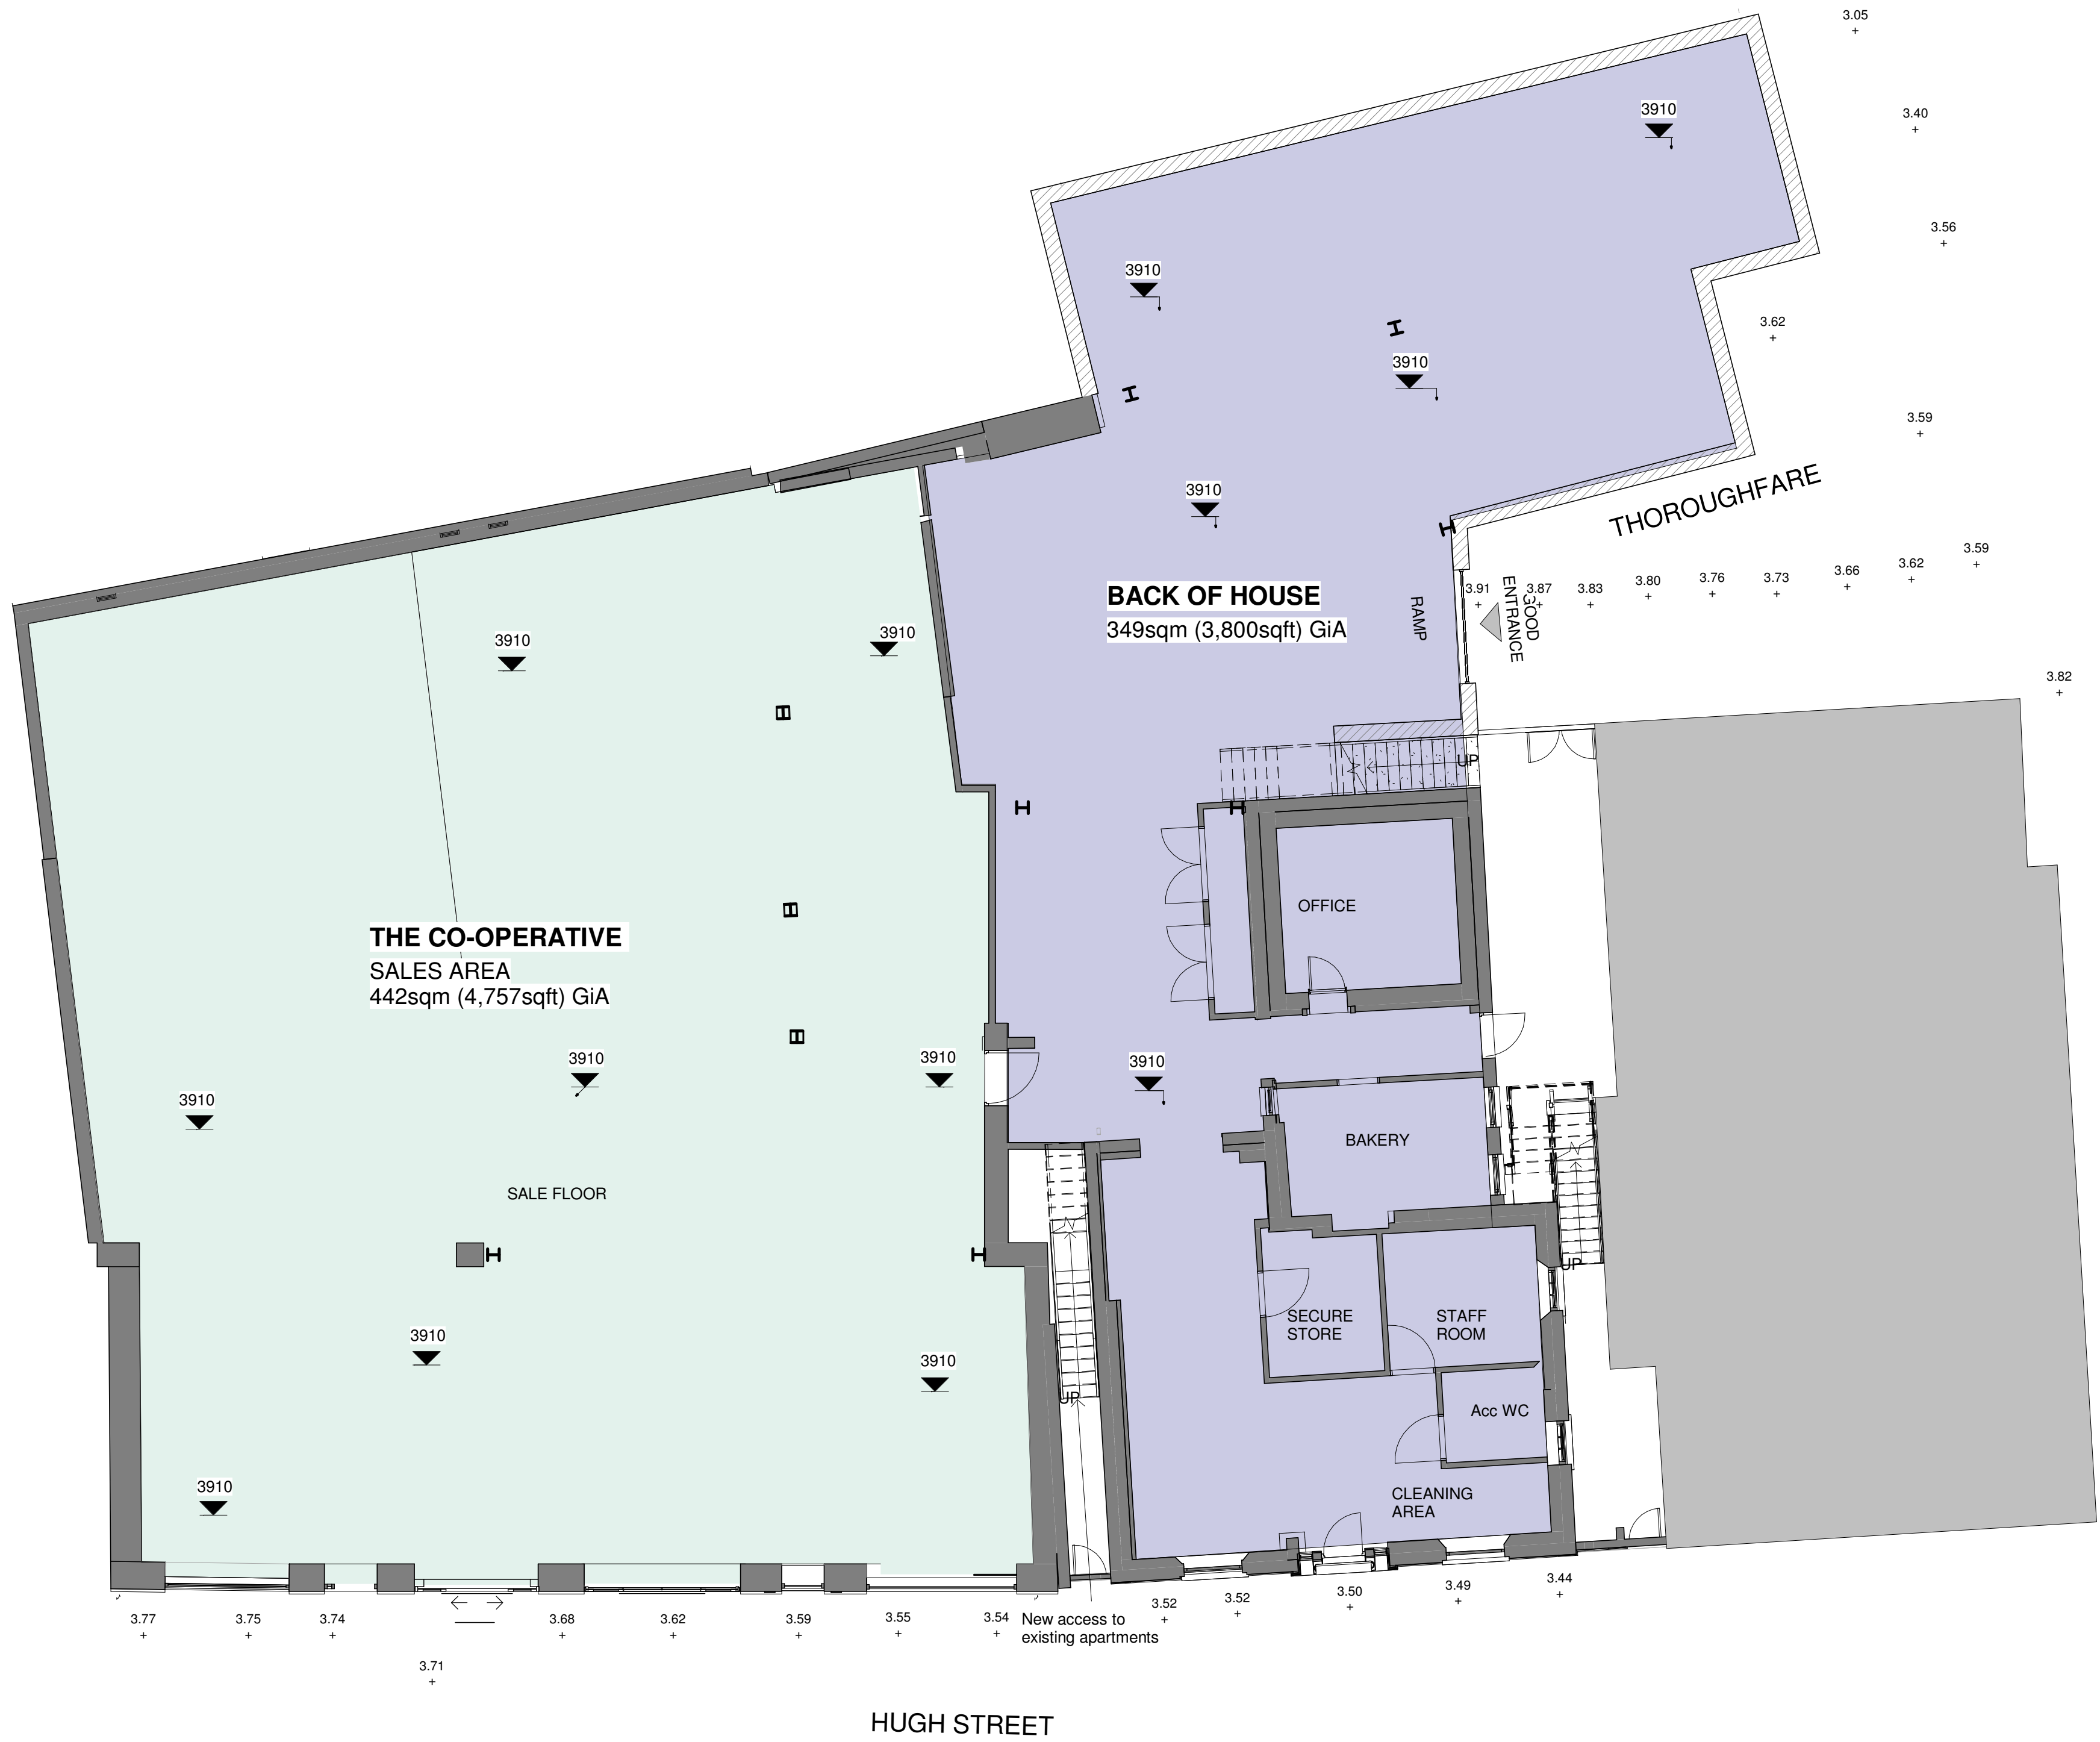 3.05
3910
3.40
3.56
3910
3.62
3910
3.59
THOROUGHFARE
3910
3.59
3.62
3.66
3.73
3.76
3.80
3.83
3.87
3.91
GOOD
ENTRANCE
RAMP
BACK OF HOUSE
349sqm (3,800sqft) GiA
3910
3910
3.82
UP
OFFICE
THE CO-OPERATIVE
SALES AREA
442sqm (4,757sqft) GiA
3910
3910
3910
3910
BAKERY
SALE FLOOR
UP
SECURE
STORE
STAFF
ROOM
3910
3910
UP
Acc WC
3910
CLEANING
AREA
3.77
3.75
3.74
3.71
3.68
3.62
3.59
3.55
3.54
New access to
existing apartments
3.52
3.52
3.50
3.49
3.44
HUGH STREET